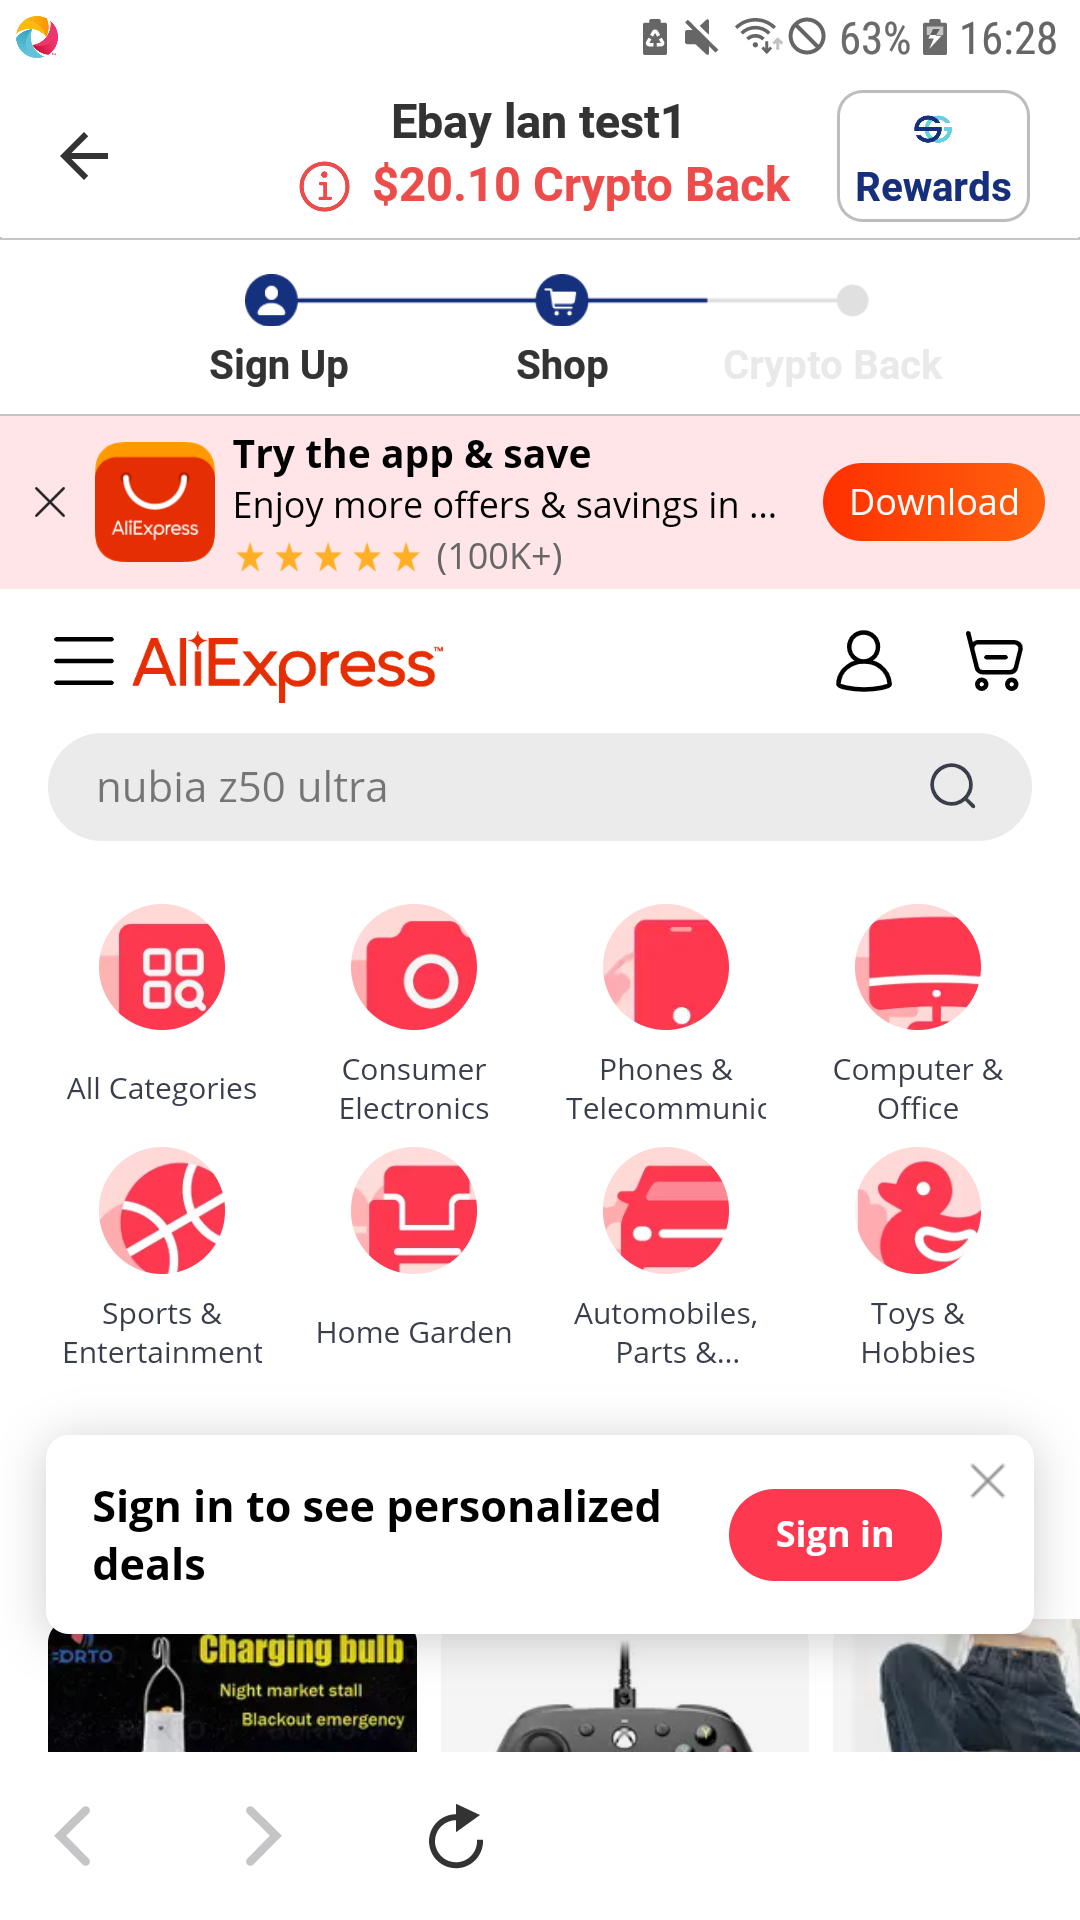 63% 16:28
Ebay lan test1
$20.10 Crypto Back
Rewards
Sign Up
Shop
Crypto Back
Try the app & save
Enjoy more offers & savings in ...
(100K+)
Download
AliExpress
AliExpress™
nubia z50 ultra
All Categories
Consumer
Electronics
Phones &
Telecommunic
Computer &
Office
Sports &
Entertainment
Home Garden
Automobiles,
Parts &...
Toys &
Hobbies
Sign in to see personalized
deals
Sign in
Charging bulb
Night market stall
Blackout emergency